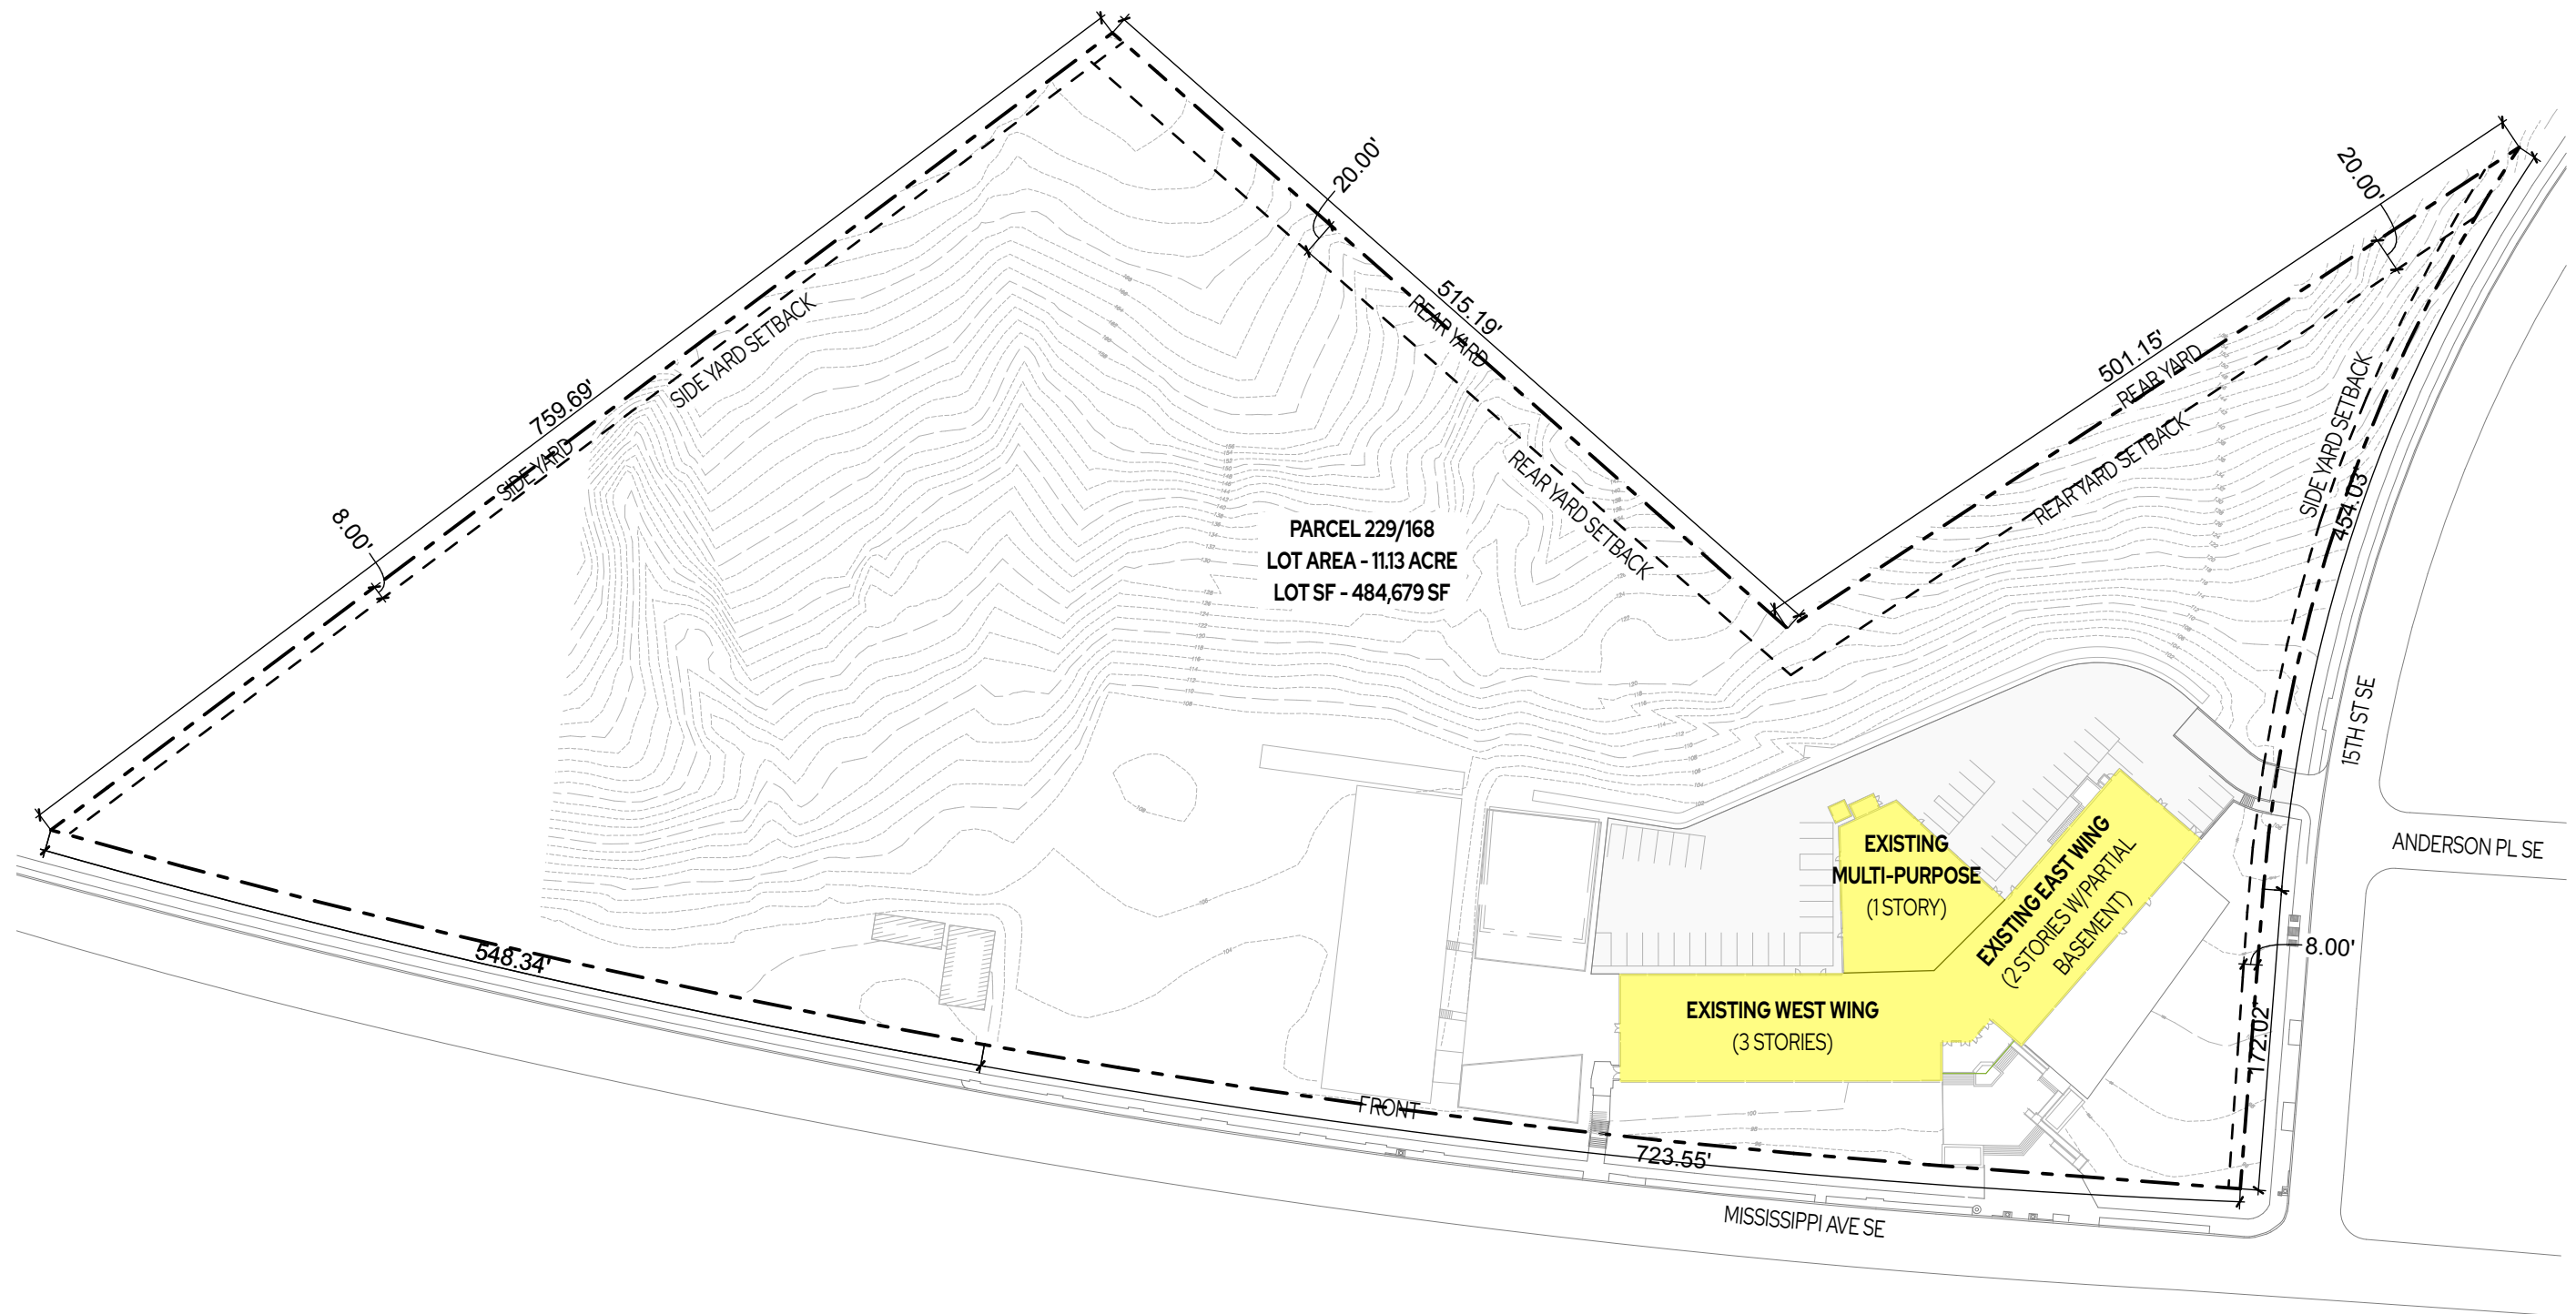 20.00'
20.00'
515.19'
REAR YARD
501.15'
REAR YARD
SIDE YARD SETBACK
759.69'
SIDE YARD
SIDE YARD SETBACK
454.03'
REAR YARD SETBACK
REAR YARD SETBACK
8.00'
PARCEL 229/168
LOT AREA - 11.13 ACRE
LOT SF - 484,679 SF
15TH ST SE
ANDERSON PL SE
EXISTING
MULTI-PURPOSE
(1 STORY)
EXISTING EAST WING
(2 STORIES W/PARTIAL
BASEMENT)
8.00'
548.34'
EXISTING WEST WING
(3 STORIES)
172.02'
FRONT
723.55'
MISSISSIPPI AVE SE